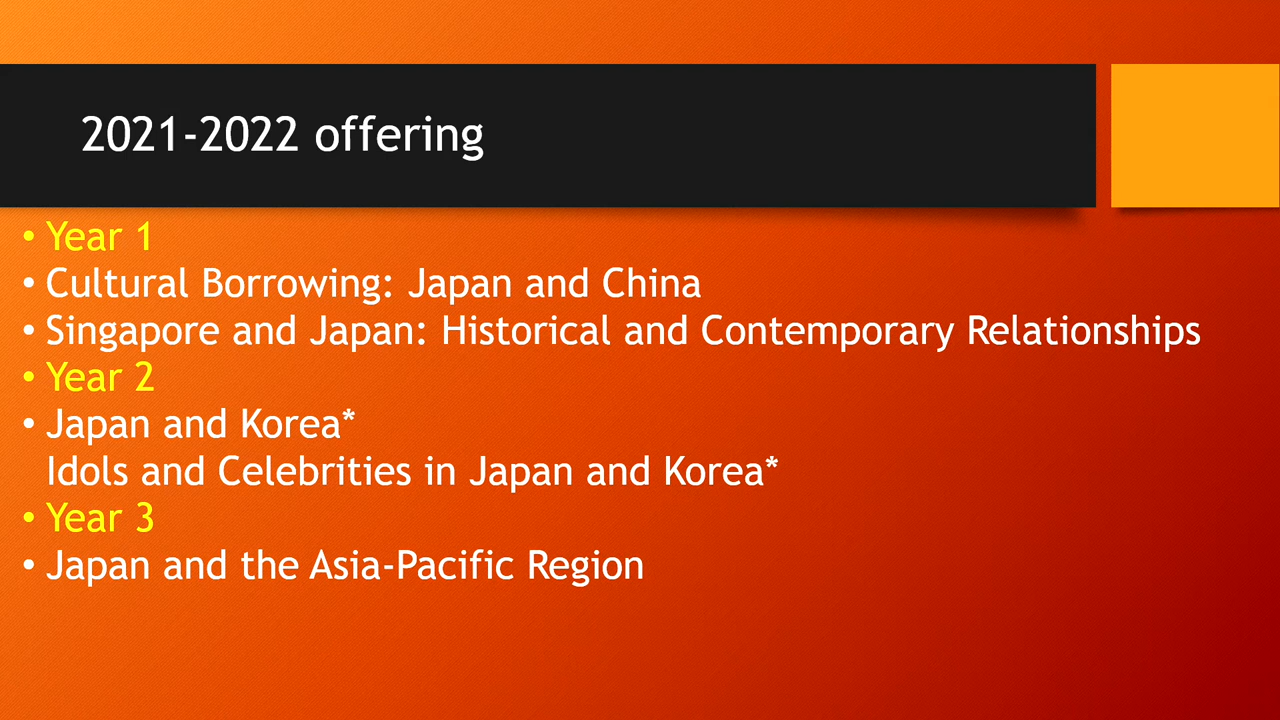 2021-2022 offering
• Year 1
• Cultural Borrowing: Japan and China
• Singapore and Japan: Historical and Contemporary Relationships
• Year 2
• Japan and Korea*
Idols and Celebrities in Japan and Korea*
• Year 3
• Japan and the Asia-Pacific Region